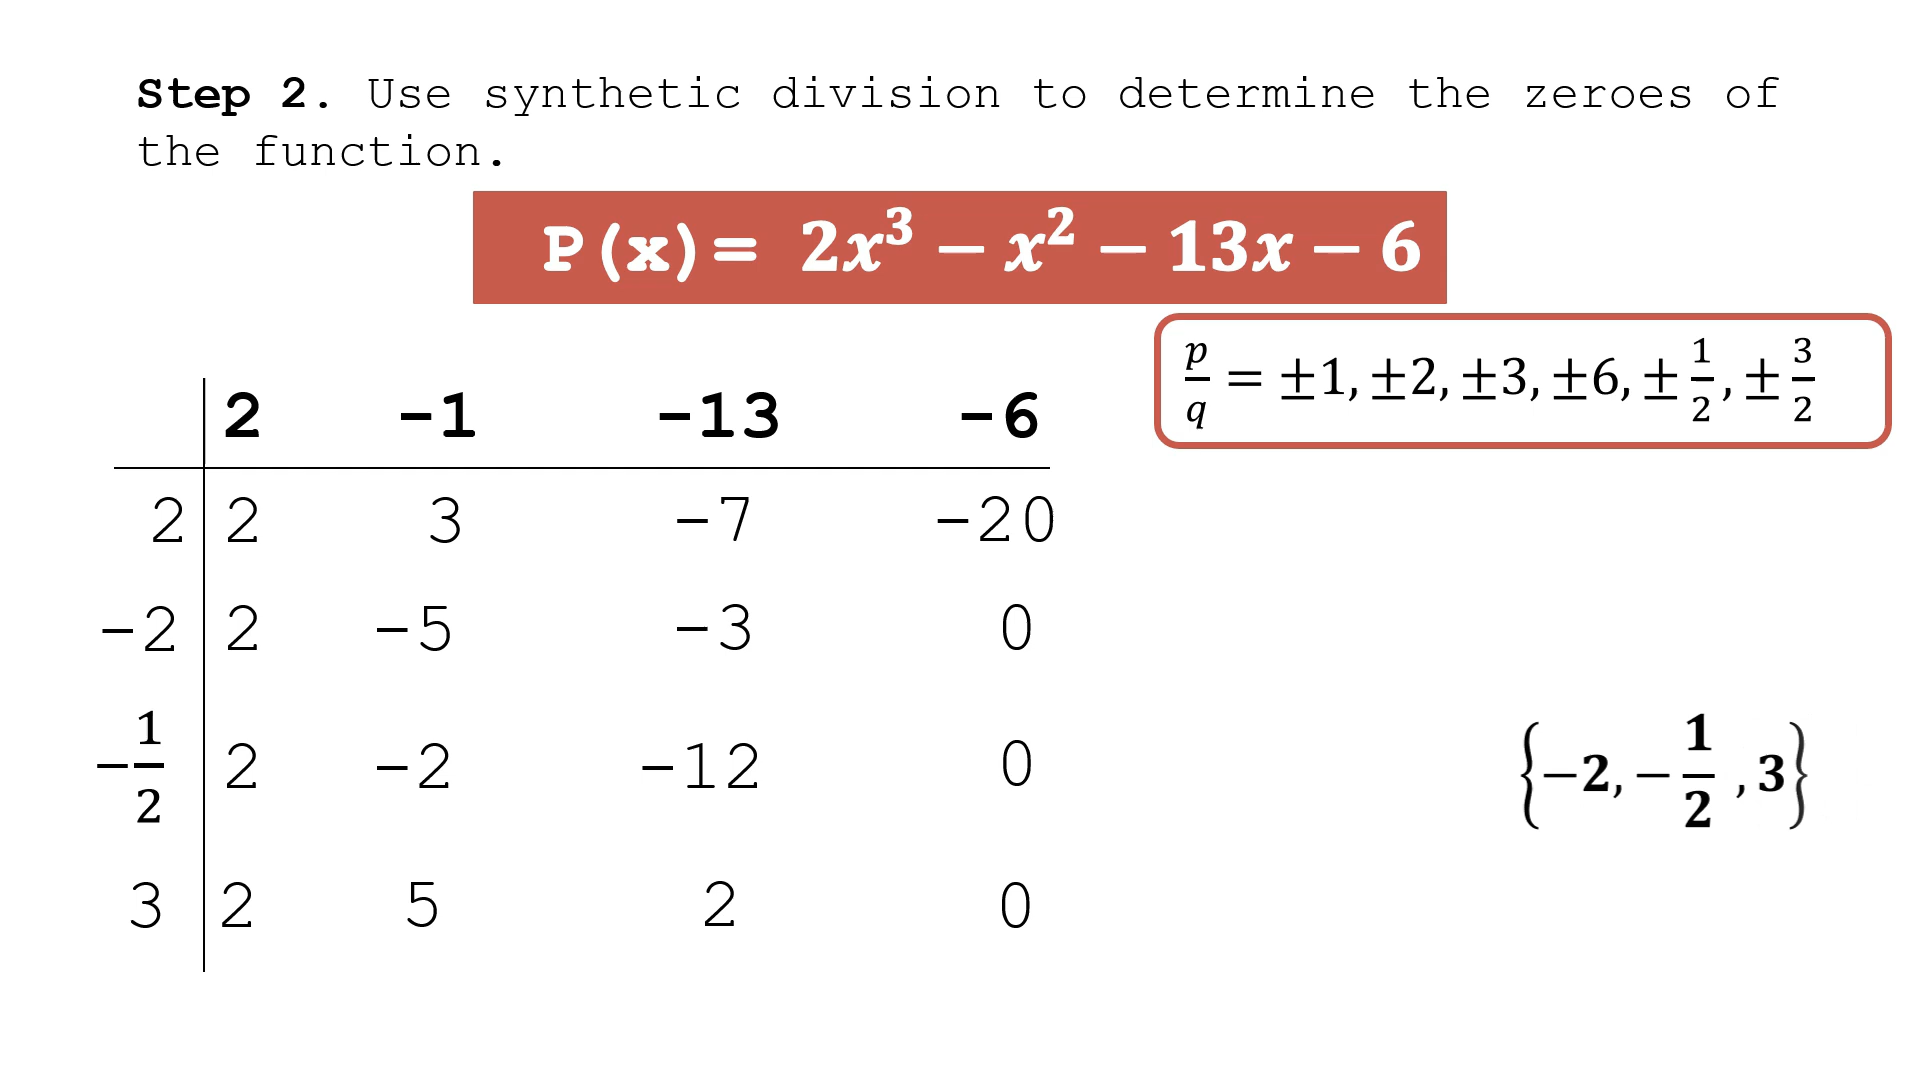 Step 2. Use synthetic division to determine the zeroes of
the function.
P(x)= 2x³ − x² − 13x − 6
p/q = ±1, ±2, ±3, ±6, ±1/2, ±3/2
2 -1 -13 -6
2 2 3 -7 -20
-2 2 -5 -3 0
-1/2 2 -2 -12 0
{−2, −1/2 , 3}
3 2 5 2 0